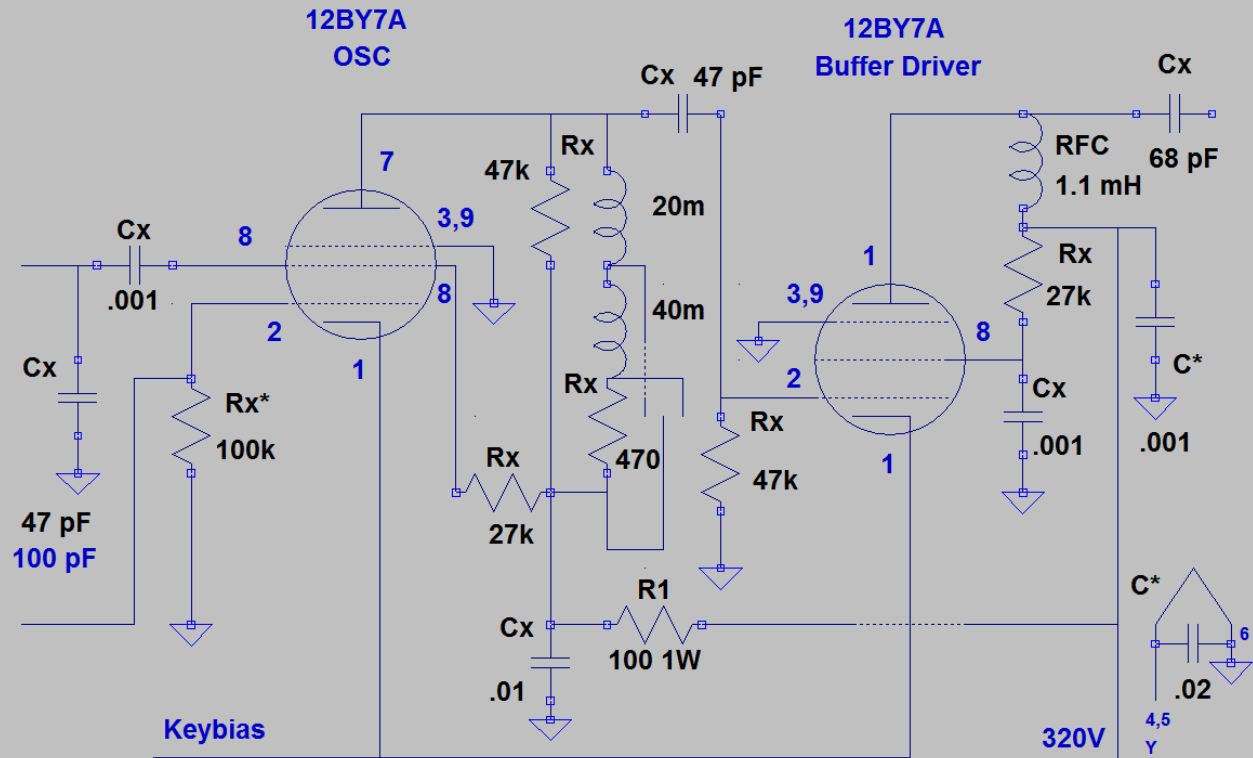 12BY7A
OSC
12BY7A
Buffer Driver
Cx 47 pF
Cx
68 pF
Rx
47k
RFC
1.1 mH
7
3,9
8
8
2
1
Cx
.001
20m
40m
Cx
47 pF
100 pF
Rx*
100k
Rx
470
Rx
27k
Rx
47k
1
3,9
8
2
1
Rx
27k
Cx
.001
C*
.001
R1
100 1W
Cx
.01
C*
.02
6
4,5
Y
Keybias
320V